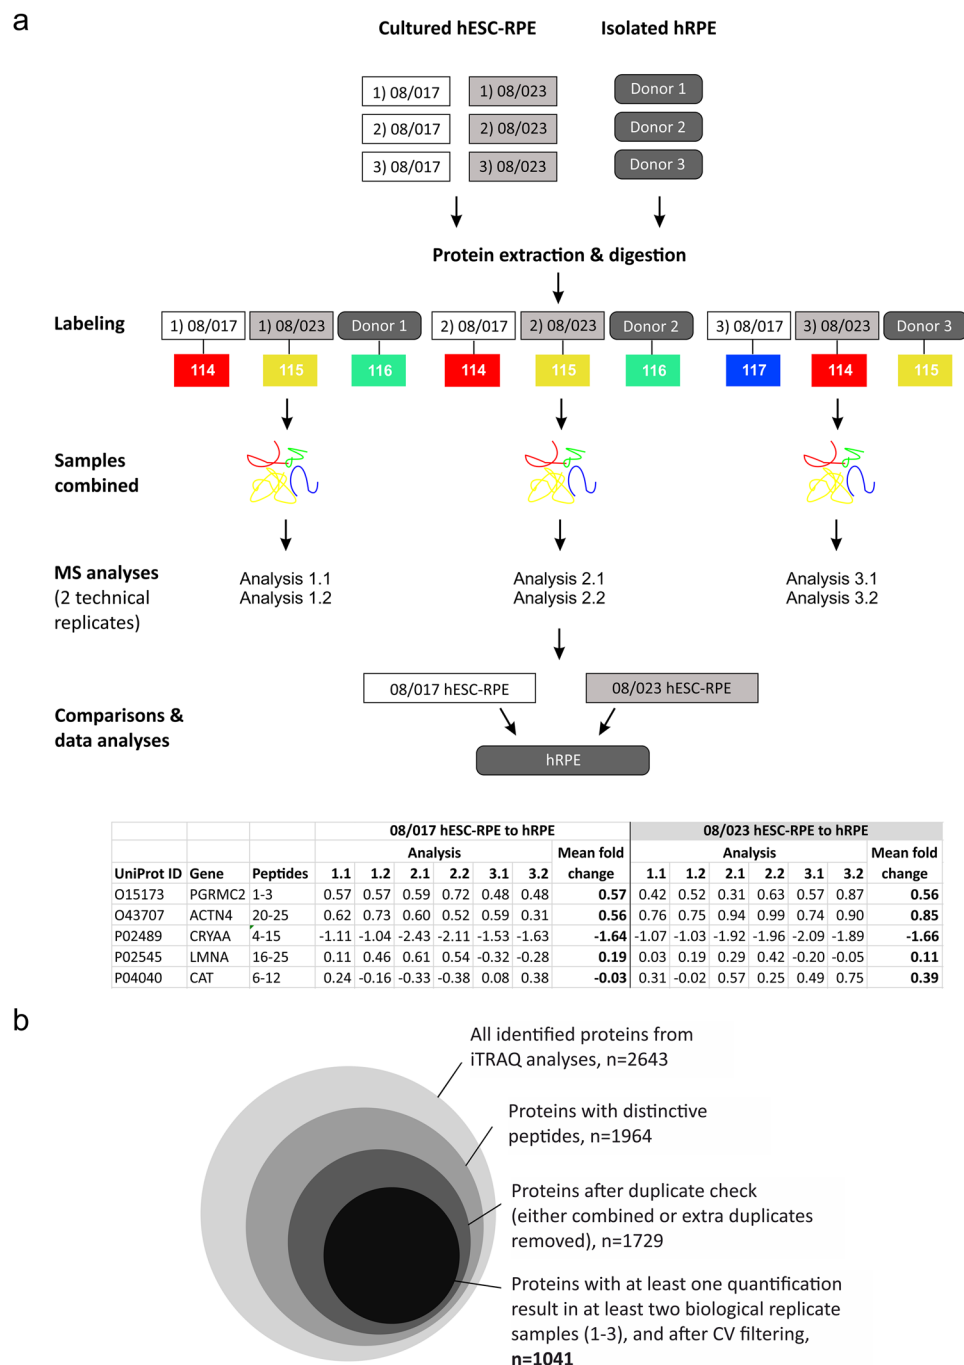 a
Cultured hESC-RPE Isolated hRPE
1) 08/017 1) 08/023 Donor 1
2) 08/017 2) 08/023 Donor 2
3) 08/017 3) 08/023 Donor 3
Protein extraction & digestion
Labeling 1) 08/017 1) 08/023 Donor 1 2) 08/017 2) 08/023 Donor 2 3) 08/017 3) 08/023 Donor 3
114 115 116 114 115 116 117 114 115
Samples
combined
MS analyses
(2 technical
replicates)
Analysis 1.1 Analysis 2.1 Analysis 3.1
Analysis 1.2 Analysis 2.2 Analysis 3.2
08/017 hESC-RPE 08/023 hESC-RPE
Comparisons &
data analyses
hRPE
08/017 hESC-RPE to hRPE 08/023 hESC-RPE to hRPE
Analysis Mean fold Analysis Mean fold
UniProt ID Gene Peptides 1.1 1.2 2.1 2.2 3.1 3.2 change 1.1 1.2 2.1 2.2 3.1 3.2 change
O15173 PGRMC2 1-3 0.57 0.57 0.59 0.72 0.48 0.48 0.57 0.42 0.52 0.31 0.63 0.57 0.87 0.56
O43707 ACTN4 20-25 0.62 0.73 0.60 0.52 0.59 0.31 0.56 0.76 0.75 0.94 0.99 0.74 0.90 0.85
P02489 CRYAA 4-15 -1.11 -1.04 -2.43 -2.11 -1.53 -1.63 -1.64 -1.07 -1.03 -1.92 -1.96 -2.09 -1.89 -1.66
P02545 LMNA 16-25 0.11 0.46 0.61 0.54 -0.32 -0.28 0.19 0.03 0.19 0.29 0.42 -0.20 -0.05 0.11
P04040 CAT 6-12 0.24 -0.16 -0.33 -0.38 0.08 0.38 -0.03 0.31 -0.02 0.57 0.25 0.49 0.75 0.39
b
All identified proteins from
iTRAQ analyses, n=2643
Proteins with distinctive
peptides, n=1964
Proteins after duplicate check
(either combined or extra duplicates
removed), n=1729
Proteins with at least one quantification
result in at least two biological replicate
samples (1-3), and after CV filtering,
n=1041